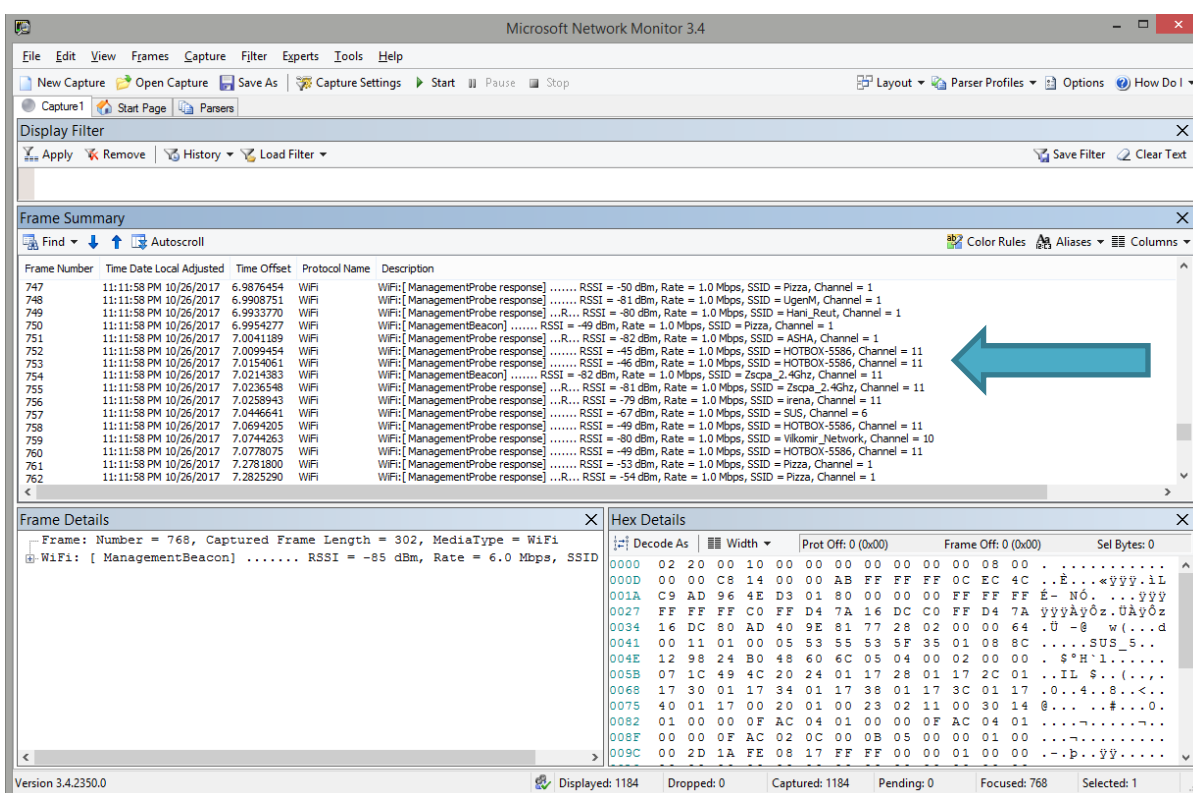 Microsoft Network Monitor 3.4
File Edit View Frames Capture Filter Experts Tools Help
New Capture Open Capture Save As Capture Settings Start Pause Stop Layout Parser Profiles Options How Do I
Capture1 Start Page Parsers
Display Filter
Apply Remove History Load Filter Save Filter Clear Text
Frame Summary
Find Autoscroll Color Rules Aliases Columns
Frame Number Time Date Local Adjusted Time Offset Protocol Name Description
747 11:11:58 PM 10/26/2017 6.9876454 WiFi WiFi:[ManagementProbe response] ....... RSSI = -50 dBm, Rate = 1.0 Mbps, SSID = Pizza, Channel = 1
748 11:11:58 PM 10/26/2017 6.9908751 WiFi WiFi:[ManagementProbe response] ....... RSSI = -81 dBm, Rate = 1.0 Mbps, SSID = UgenM, Channel = 1
749 11:11:58 PM 10/26/2017 6.9933770 WiFi WiFi:[ManagementProbe response] ...R... RSSI = -80 dBm, Rate = 1.0 Mbps, SSID = Hani_Reut, Channel = 1
750 11:11:58 PM 10/26/2017 6.9954277 WiFi WiFi:[ManagementBeacon] ....... RSSI = -49 dBm, Rate = 1.0 Mbps, SSID = Pizza, Channel = 1
751 11:11:58 PM 10/26/2017 7.0041189 WiFi WiFi:[ManagementProbe response] ...R... RSSI = -82 dBm, Rate = 1.0 Mbps, SSID = ASHA, Channel = 1
752 11:11:58 PM 10/26/2017 7.0099454 WiFi WiFi:[ManagementProbe response] ....... RSSI = -45 dBm, Rate = 1.0 Mbps, SSID = HOTBOX-5586, Channel = 11
753 11:11:58 PM 10/26/2017 7.0154061 WiFi WiFi:[ManagementProbe response] ....... RSSI = -46 dBm, Rate = 1.0 Mbps, SSID = HOTBOX-5586, Channel = 11
754 11:11:58 PM 10/26/2017 7.0214383 WiFi WiFi:[ManagementBeacon] ....... RSSI = -82 dBm, Rate = 1.0 Mbps, SSID = Zscpa_2.4Ghz, Channel = 11
755 11:11:58 PM 10/26/2017 7.0236548 WiFi WiFi:[ManagementProbe response] ...R... RSSI = -81 dBm, Rate = 1.0 Mbps, SSID = Zscpa_2.4Ghz, Channel = 11
756 11:11:58 PM 10/26/2017 7.0258943 WiFi WiFi:[ManagementProbe response] ...R... RSSI = -79 dBm, Rate = 1.0 Mbps, SSID = irena, Channel = 11
757 11:11:58 PM 10/26/2017 7.0446641 WiFi WiFi:[ManagementProbe response] ....... RSSI = -67 dBm, Rate = 1.0 Mbps, SSID = SUS, Channel = 6
758 11:11:58 PM 10/26/2017 7.0694205 WiFi WiFi:[ManagementProbe response] ....... RSSI = -49 dBm, Rate = 1.0 Mbps, SSID = HOTBOX-5586, Channel = 11
759 11:11:58 PM 10/26/2017 7.0744263 WiFi WiFi:[ManagementProbe response] ....... RSSI = -80 dBm, Rate = 1.0 Mbps, SSID = Vilkomir_Network, Channel = 10
760 11:11:58 PM 10/26/2017 7.0778075 WiFi WiFi:[ManagementProbe response] ....... RSSI = -49 dBm, Rate = 1.0 Mbps, SSID = HOTBOX-5586, Channel = 11
761 11:11:58 PM 10/26/2017 7.2781800 WiFi WiFi:[ManagementProbe response] ....... RSSI = -53 dBm, Rate = 1.0 Mbps, SSID = Pizza, Channel = 1
762 11:11:58 PM 10/26/2017 7.2825290 WiFi WiFi:[ManagementProbe response] ...R... RSSI = -54 dBm, Rate = 1.0 Mbps, SSID = Pizza, Channel = 1
Frame Details
Frame: Number = 768, Captured Frame Length = 302, MediaType = WiFi
WiFi: [ ManagementBeacon] ....... RSSI = -85 dBm, Rate = 6.0 Mbps, SSID
Hex Details
Decode As Width Prot Off: 0 (0x00) Frame Off: 0 (0x00) Sel Bytes: 0
0000 02 20 00 10 00 00 00 00 00 00 00 08 00 . ...........
000D 00 00 C8 14 00 00 AB FF FF FF 0C EC 4C ..È...«ÿÿÿ.ìL
001A C9 AD 96 4E D3 01 80 00 00 00 FF FF FF É-NÓ. ...ÿÿÿ
0027 FF FF FF C0 FF D4 7A 16 DC C0 FF D4 7A ÿÿÿÀÿÔz.ÜÀÿÔz
0034 16 DC 80 AD 40 9E 81 77 28 02 00 00 64 .Ü -@ w(...d
0041 00 11 01 00 05 53 55 53 5F 35 01 08 8C .....SUS_5..
004E 12 98 24 B0 48 60 6C 05 04 00 02 00 00 . $°H`l......
005B 07 1C 49 4C 20 24 01 17 28 01 17 2C 01 ..IL $..(..,.
0068 17 30 01 17 34 01 17 38 01 17 3C 01 17 .0..4..8..<..
0075 40 01 17 00 20 01 00 23 02 11 00 30 14 @... ..#...0.
0082 01 00 00 0F AC 04 01 00 00 0F AC 04 01 ....¬.....¬..
008F 00 00 0F AC 02 0C 00 0B 05 00 00 01 00 ...¬.........
009C 00 2D 1A FE 08 17 FF FF 00 00 01 00 00 .-.þ..ÿÿ.....
Version 3.4.2350.0 Displayed: 1184 Dropped: 0 Captured: 1184 Pending: 0 Focused: 768 Selected: 1